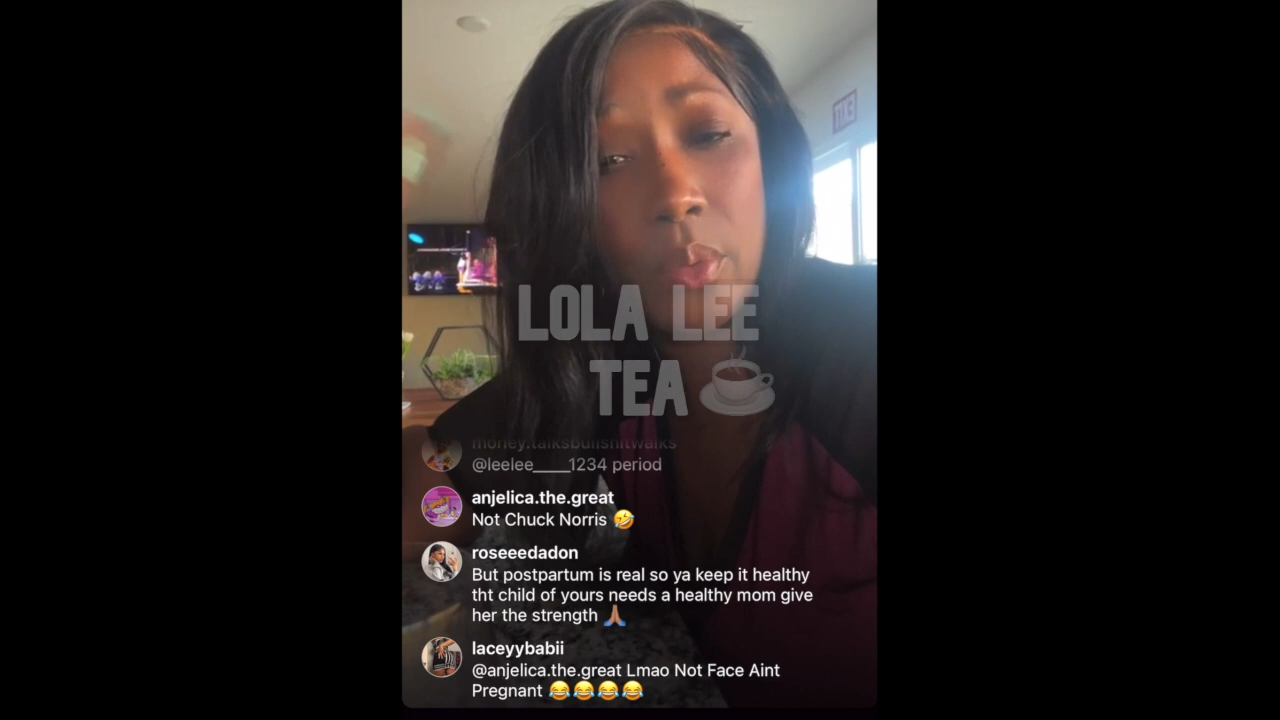 LOLA LEE
TEA
money.talksbullshitwalks
@leelee____1234 period
anjelica.the.great
Not Chuck Norris 🤣
roseeedadon
But postpartum is real so ya keep it healthy
tht child of yours needs a healthy mom give
her the strength 🙏🏽
laceyybabii
@anjelica.the.great Lmao Not Face Aint
Pregnant 😂😂😂😂